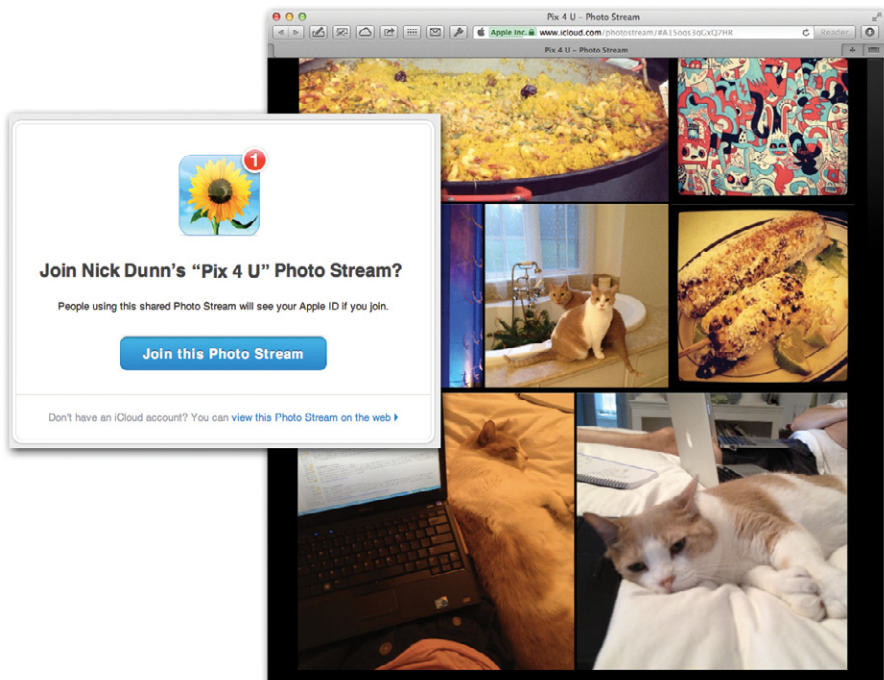 Pix 4 U – Photo Stream
Apple Inc. www.icloud.com/photostream/#A15oqs3qGxQ7HR
Reader
Pix 4 U – Photo Stream
1
Join Nick Dunn’s “Pix 4 U” Photo Stream?
People using this shared Photo Stream will see your Apple ID if you join.
Join this Photo Stream
Don't have an iCloud account? You can view this Photo Stream on the web